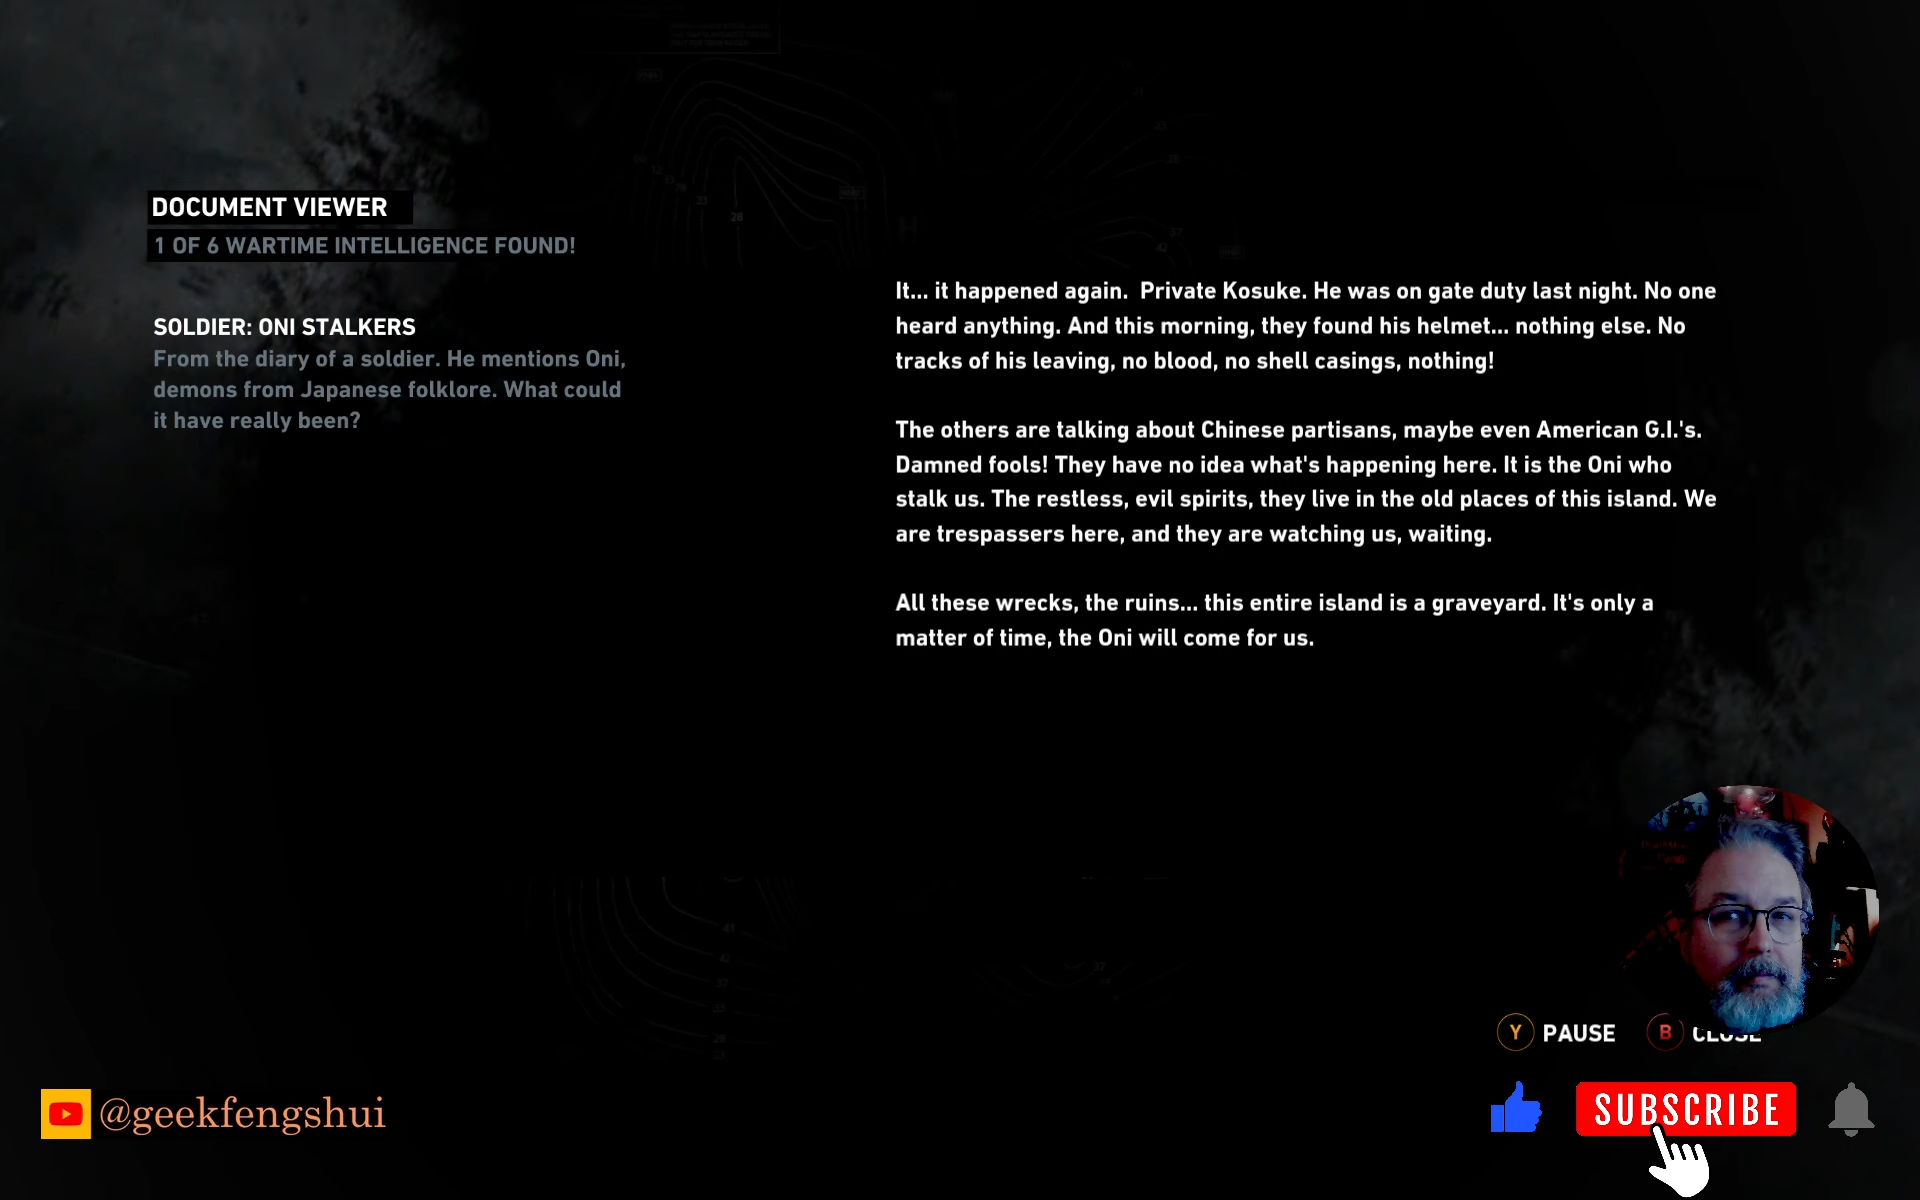 DOCUMENT VIEWER
1 OF 6 WARTIME INTELLIGENCE FOUND!
SOLDIER: ONI STALKERS
From the diary of a soldier. He mentions Oni,
demons from Japanese folklore. What could
it have really been?
It... it happened again.  Private Kosuke. He was on gate duty last night. No one
heard anything. And this morning, they found his helmet... nothing else. No
tracks of his leaving, no blood, no shell casings, nothing!
The others are talking about Chinese partisans, maybe even American G.I.'s.
Damned fools! They have no idea what's happening here. It is the Oni who
stalk us. The restless, evil spirits, they live in the old places of this island. We
are trespassers here, and they are watching us, waiting.
All these wrecks, the ruins... this entire island is a graveyard. It's only a
matter of time, the Oni will come for us.
Y PAUSE B CLOSE
@geekfengshui
SUBSCRIBE